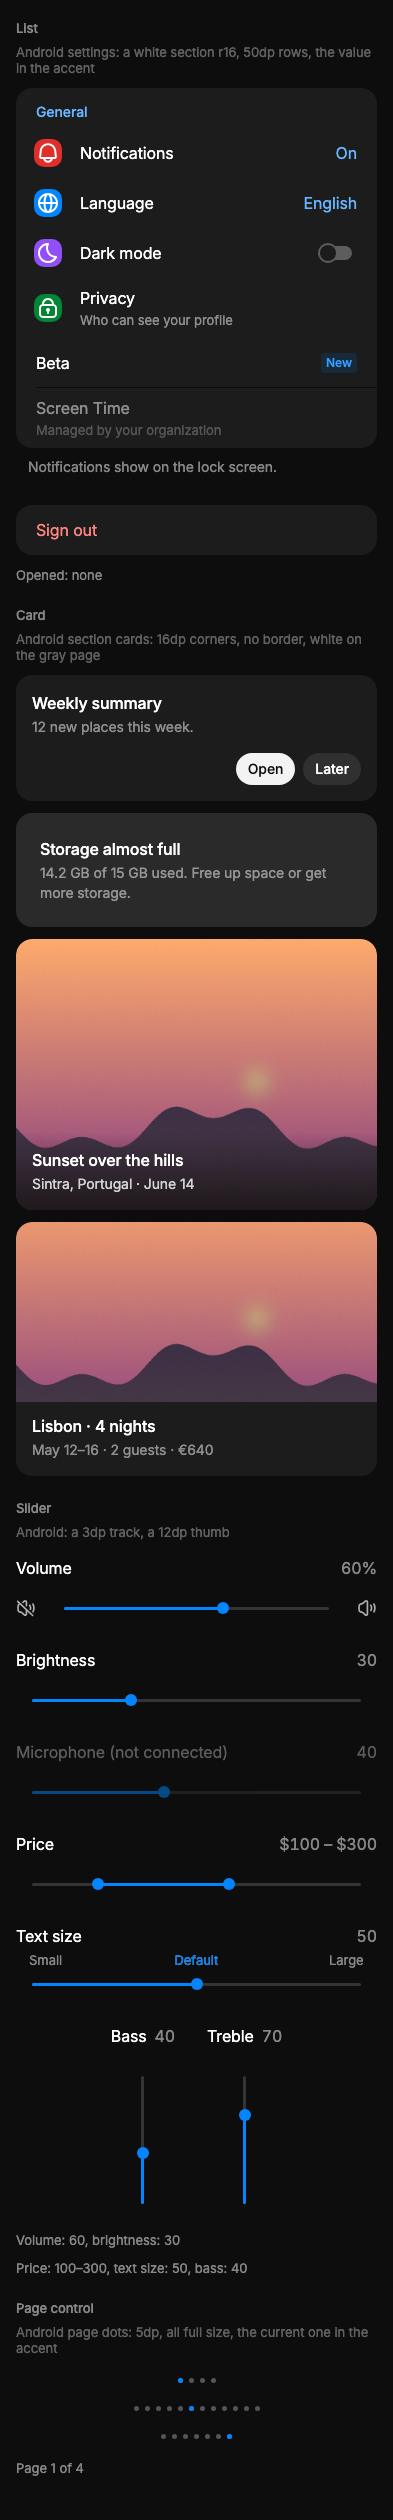 List
Android settings: a white section r16, 50dp rows, the value
in the accent
General
Notifications On
Language English
Dark mode
Privacy
Who can see your profile
Beta New
Screen Time
Managed by your organization
Notifications show on the lock screen.
Sign out
Opened: none
Card
Android section cards: 16dp corners, no border, white on
the gray page
Weekly summary
12 new places this week.
Open Later
Storage almost full
14.2 GB of 15 GB used. Free up space or get
more storage.
Sunset over the hills
Sintra, Portugal · June 14
Lisbon · 4 nights
May 12–16 · 2 guests · €640
Slider
Android: a 3dp track, a 12dp thumb
Volume 60%
Brightness 30
Microphone (not connected) 40
Price $100 – $300
Text size 50
Small Default Large
Bass 40 Treble 70
Volume: 60, brightness: 30
Price: 100–300, text size: 50, bass: 40
Page control
Android page dots: 5dp, all full size, the current one in the
accent
Page 1 of 4